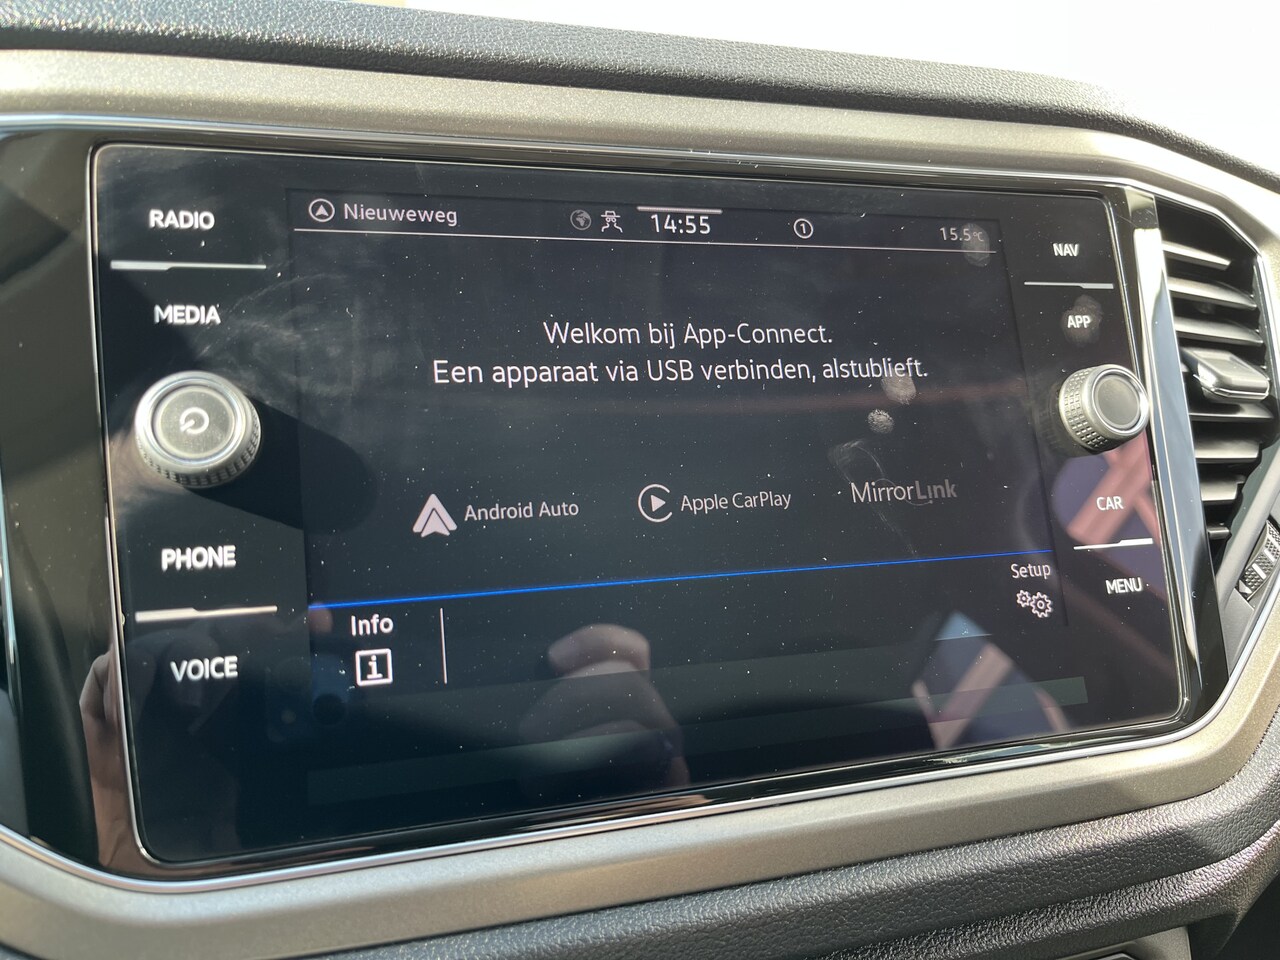 RADIO
MEDIA
PHONE
VOICE
Nieuweweg
14:55
1
15.5°C
Welkom bij App-Connect.
Een apparaat via USB verbinden, alstublieft.
Android Auto
Apple CarPlay
MirrorLink
Setup
Info
i
NAV
APP
CAR
MENU